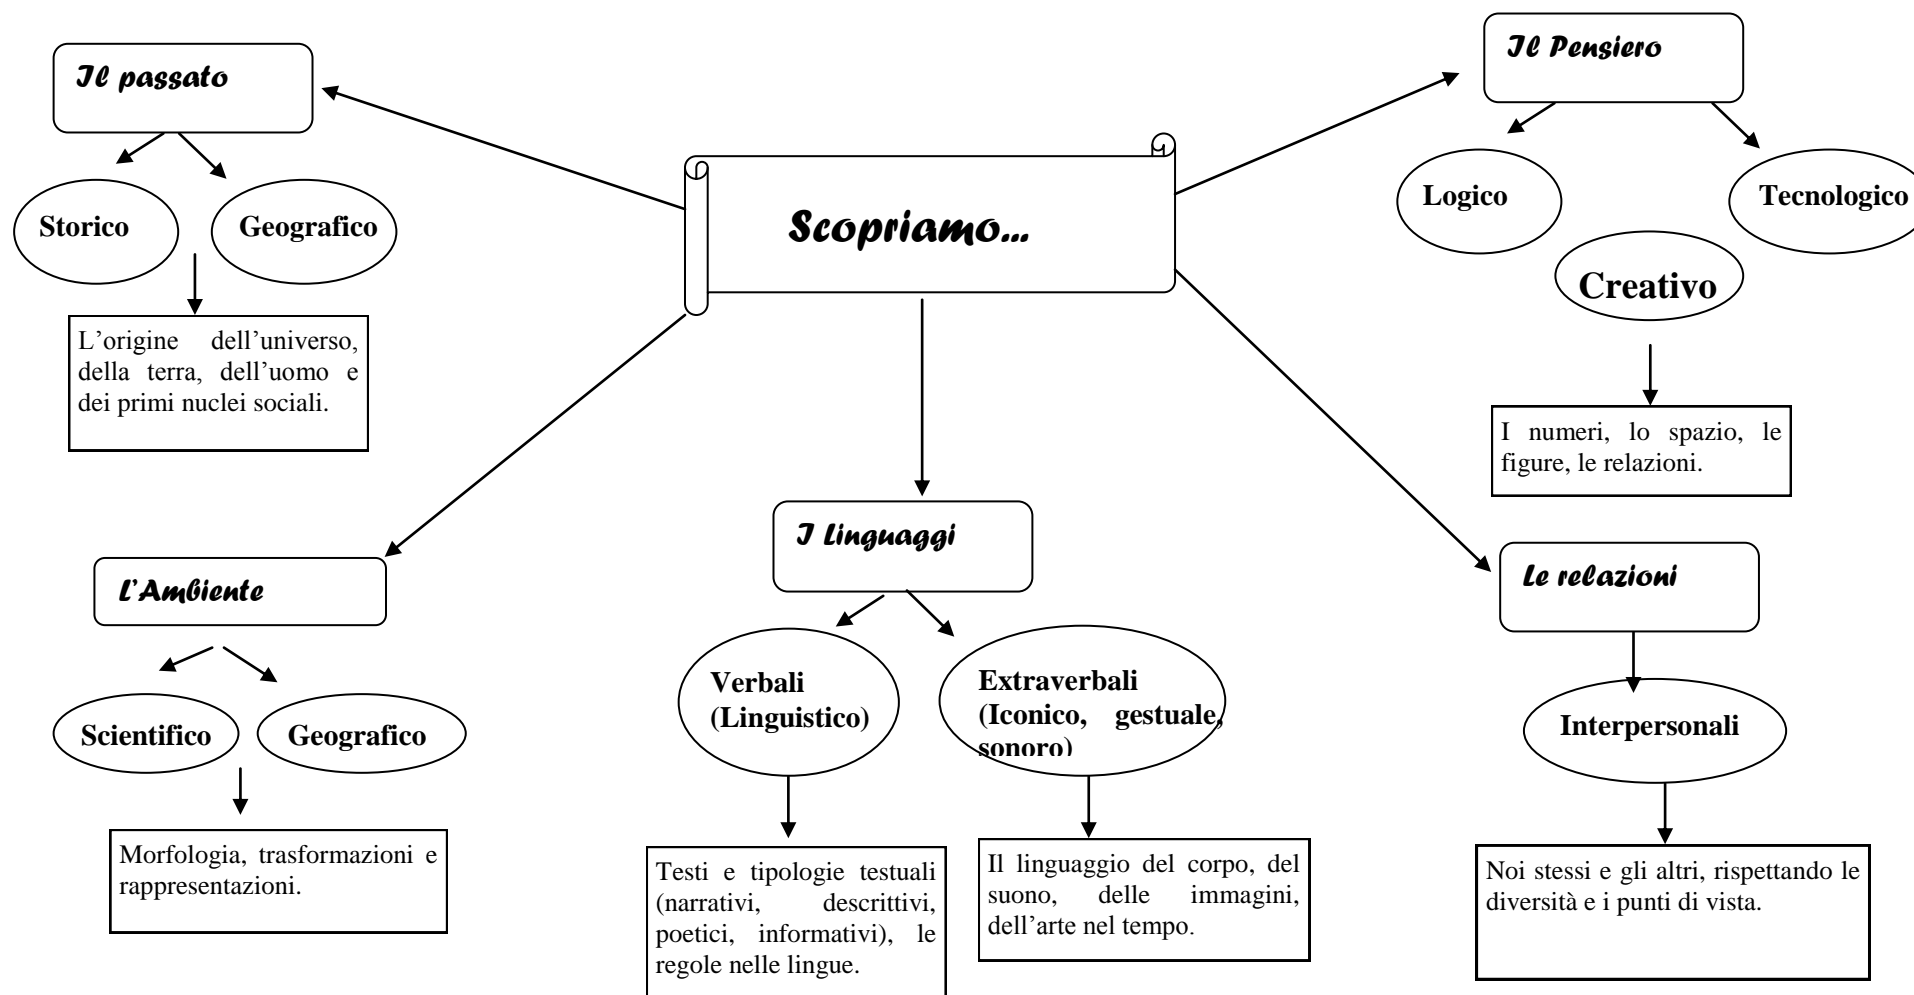 Il passato
Storico
Geografico
L’origine dell’universo,
della terra, dell’uomo e
dei primi nuclei sociali.
Scopriamo...
Il Pensiero
Logico
Tecnologico
Creativo
I numeri, lo spazio, le
figure, le relazioni.
L’Ambiente
Scientifico
Geografico
Morfologia, trasformazioni e
rappresentazioni.
I Linguaggi
Verbali
(Linguistico)
Testi e tipologie testuali
(narrativi, descrittivi,
poetici, informativi), le
regole nelle lingue.
Extraverbali
(Iconico, gestuale,
sonoro)
Il linguaggio del corpo, del
suono, delle immagini,
dell’arte nel tempo.
Le relazioni
Interpersonali
Noi stessi e gli altri, rispettando le
diversità e i punti di vista.